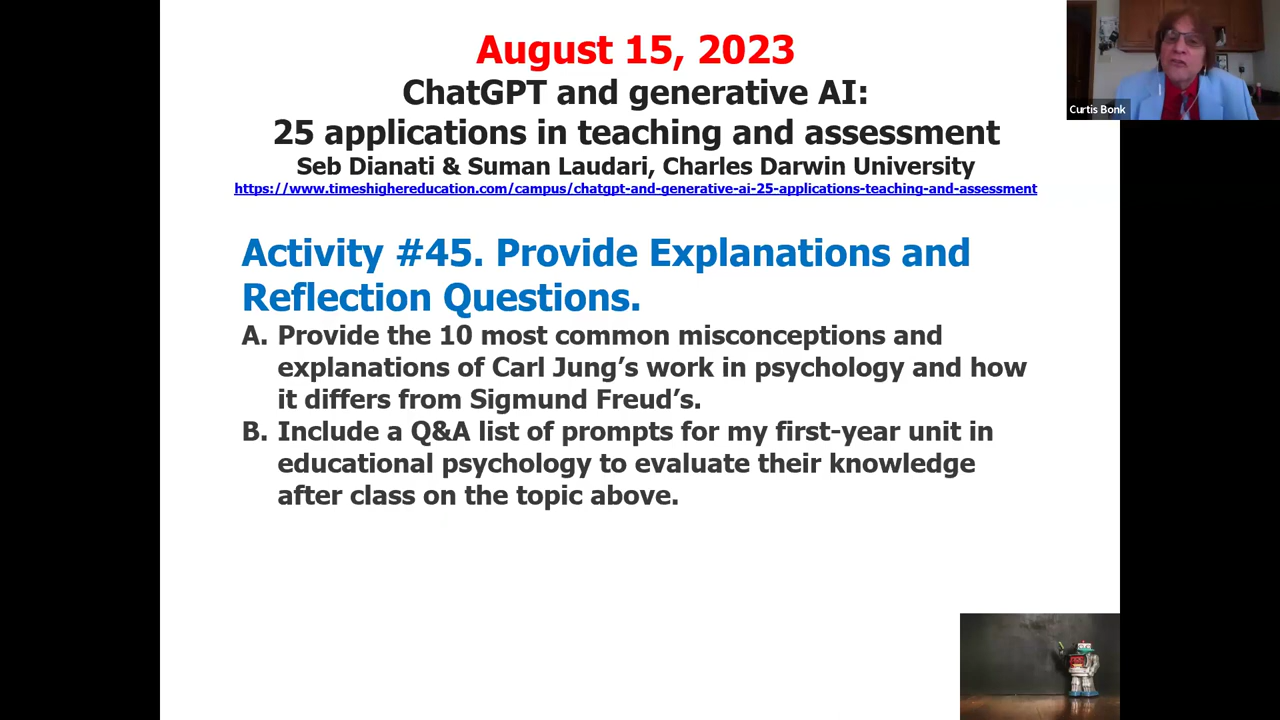 August 15, 2023
ChatGPT and generative AI:
25 applications in teaching and assessment
Seb Dianati & Suman Laudari, Charles Darwin University
https://www.timeshighereducation.com/campus/chatgpt-and-generative-ai-25-applications-teaching-and-assessment
Curtis Bonk
Activity #45. Provide Explanations and
Reflection Questions.
A. Provide the 10 most common misconceptions and
explanations of Carl Jung’s work in psychology and how
it differs from Sigmund Freud’s.
B. Include a Q&A list of prompts for my first-year unit in
educational psychology to evaluate their knowledge
after class on the topic above.